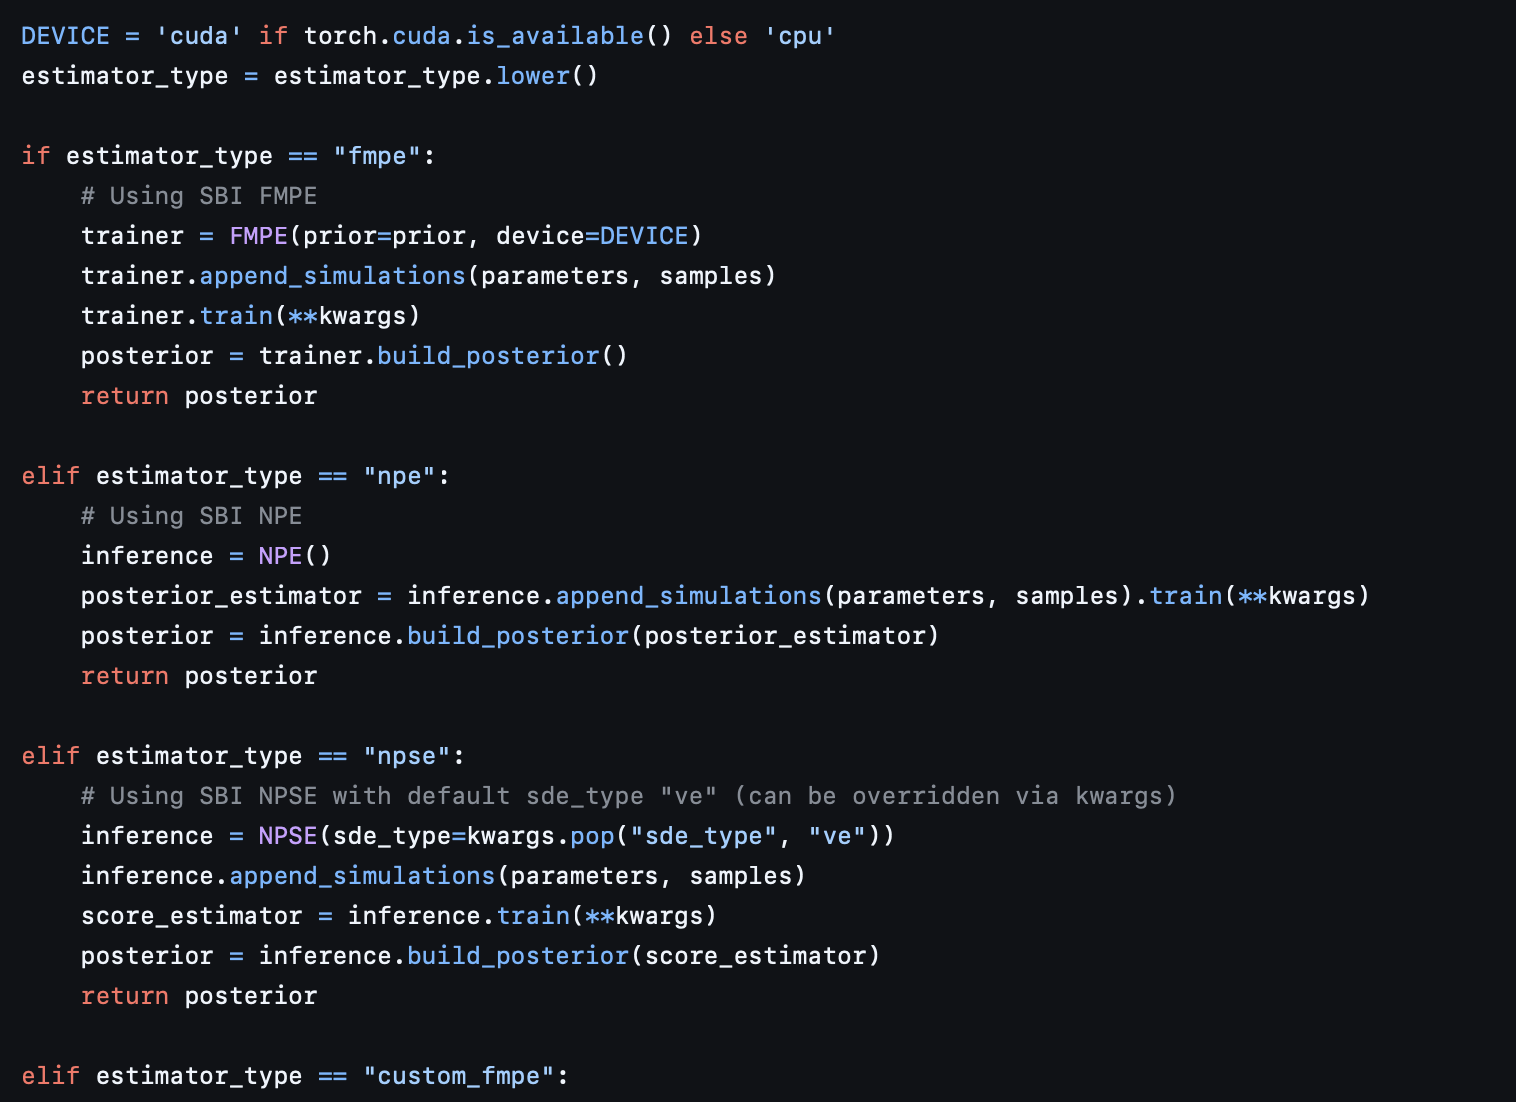 DEVICE = 'cuda' if torch.cuda.is_available() else 'cpu'
estimator_type = estimator_type.lower()

if estimator_type == "fmpe":
    # Using SBI FMPE
    trainer = FMPE(prior=prior, device=DEVICE)
    trainer.append_simulations(parameters, samples)
    trainer.train(**kwargs)
    posterior = trainer.build_posterior()
    return posterior

elif estimator_type == "npe":
    # Using SBI NPE
    inference = NPE()
    posterior_estimator = inference.append_simulations(parameters, samples).train(**kwargs)
    posterior = inference.build_posterior(posterior_estimator)
    return posterior

elif estimator_type == "npse":
    # Using SBI NPSE with default sde_type "ve" (can be overridden via kwargs)
    inference = NPSE(sde_type=kwargs.pop("sde_type", "ve"))
    inference.append_simulations(parameters, samples)
    score_estimator = inference.train(**kwargs)
    posterior = inference.build_posterior(score_estimator)
    return posterior

elif estimator_type == "custom_fmpe":